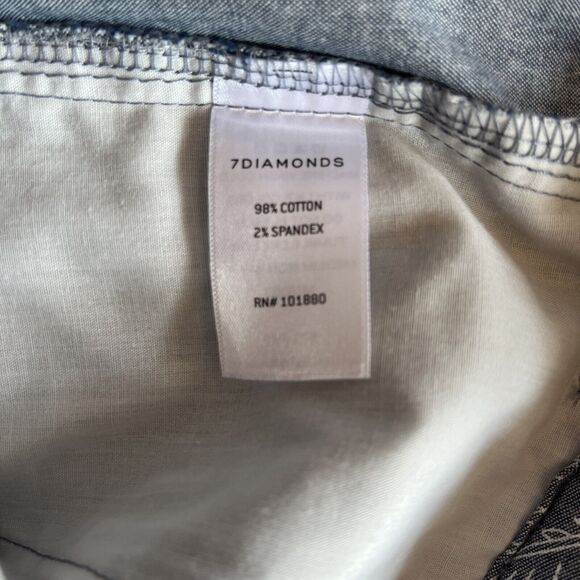 7DIAMONDS
98% COTTON
2% SPANDEX
RN# 101880